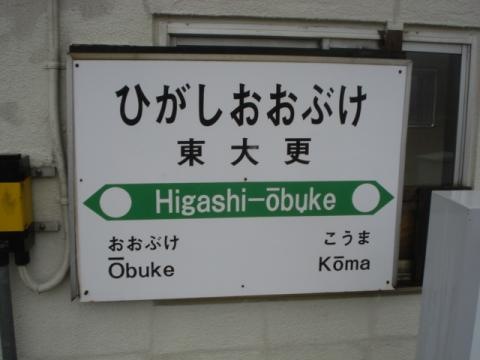 ひがしおおぶけ
東大更
Higashi-ōbuke
おおぶけ こうま
Ōbuke Kōma